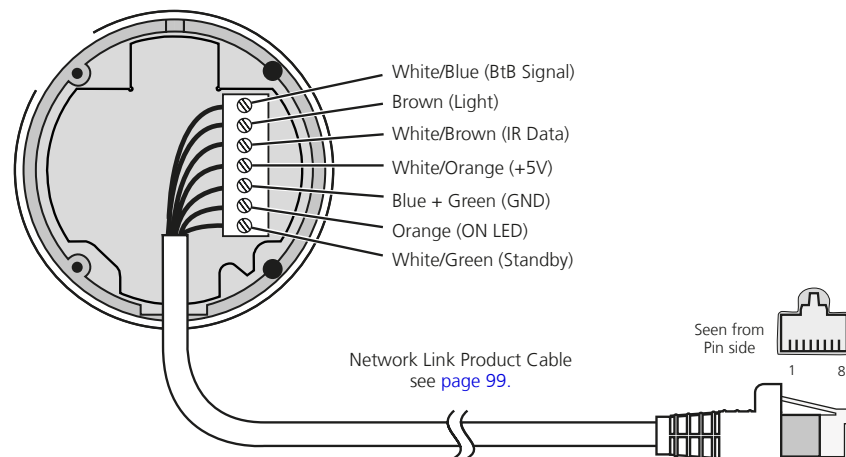 White/Blue (BtB Signal)
Brown (Light)
White/Brown (IR Data)
White/Orange (+5V)
Blue + Green (GND)
Orange (ON LED)
White/Green (Standby)
Seen from
Pin side
1 8
Network Link Product Cable
see page 99.